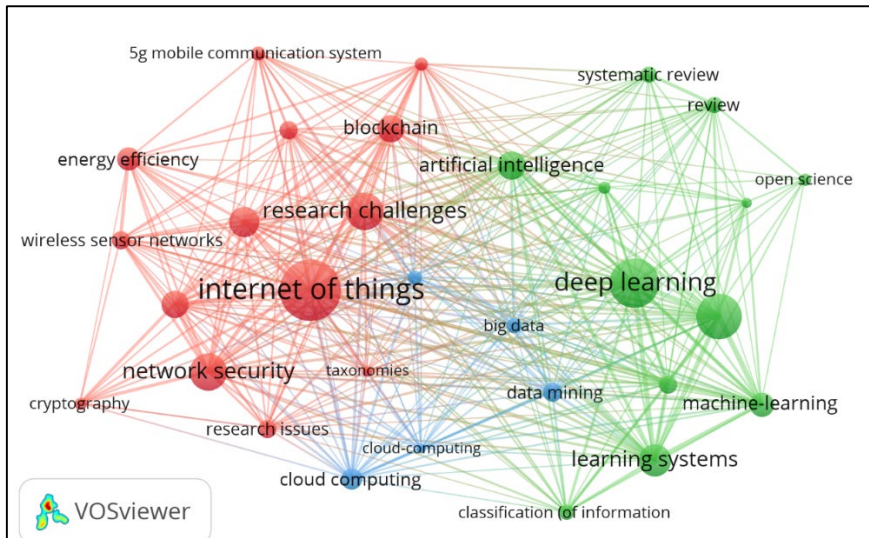 5g mobile communication system
systematic review
review
blockchain
energy efficiency
artificial intelligence
open science
research challenges
wireless sensor networks
internet of things
deep learning
big data
network security
taxonomies
data mining
cryptography
machine-learning
research issues
cloud-computing
learning systems
cloud computing
classification (of information
VOSviewer